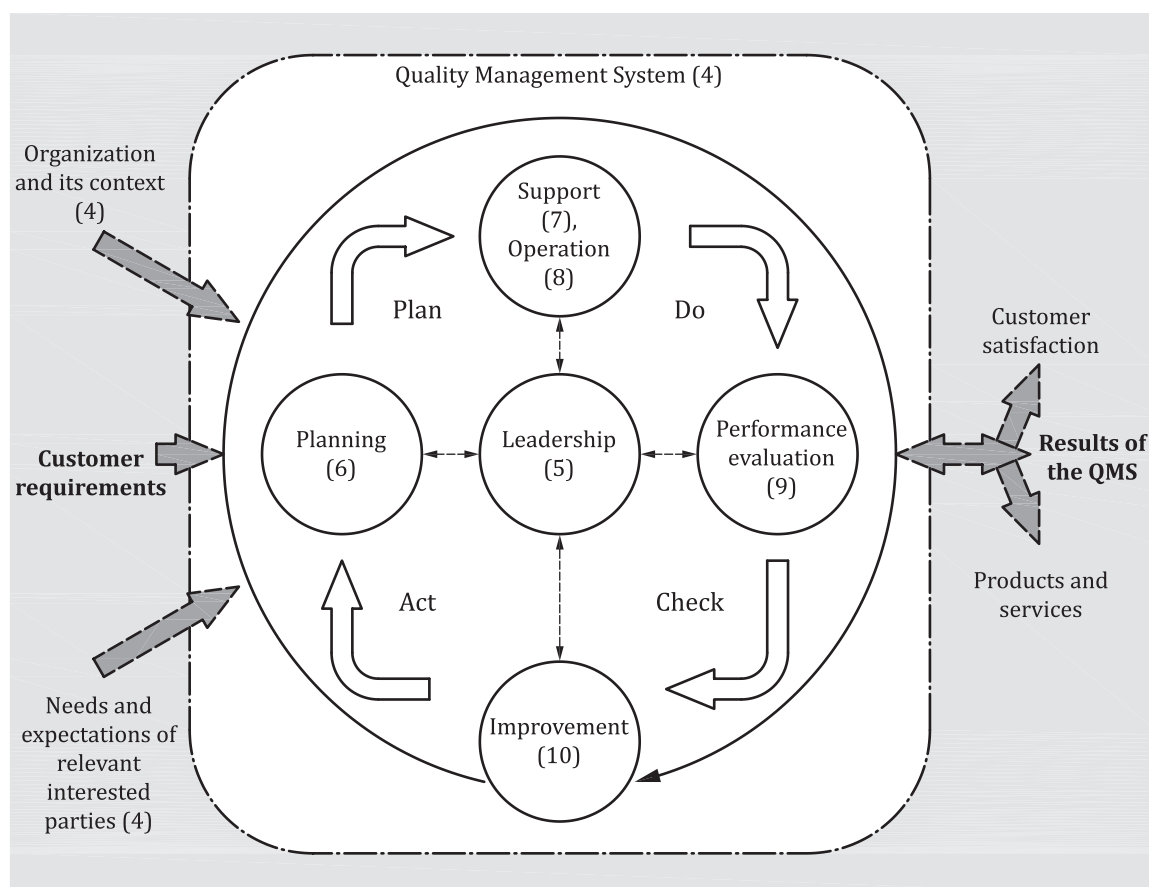 Quality Management System (4)
Organization
and its context
(4)
Support
(7),
Operation
(8)
Plan
Do
Customer
satisfaction
Planning
(6)
Leadership
(5)
Performance
evaluation
(9)
Customer
requirements
Results of
the QMS
Act
Check
Products and
services
Needs and
expectations of
relevant
interested
parties (4)
Improvement
(10)